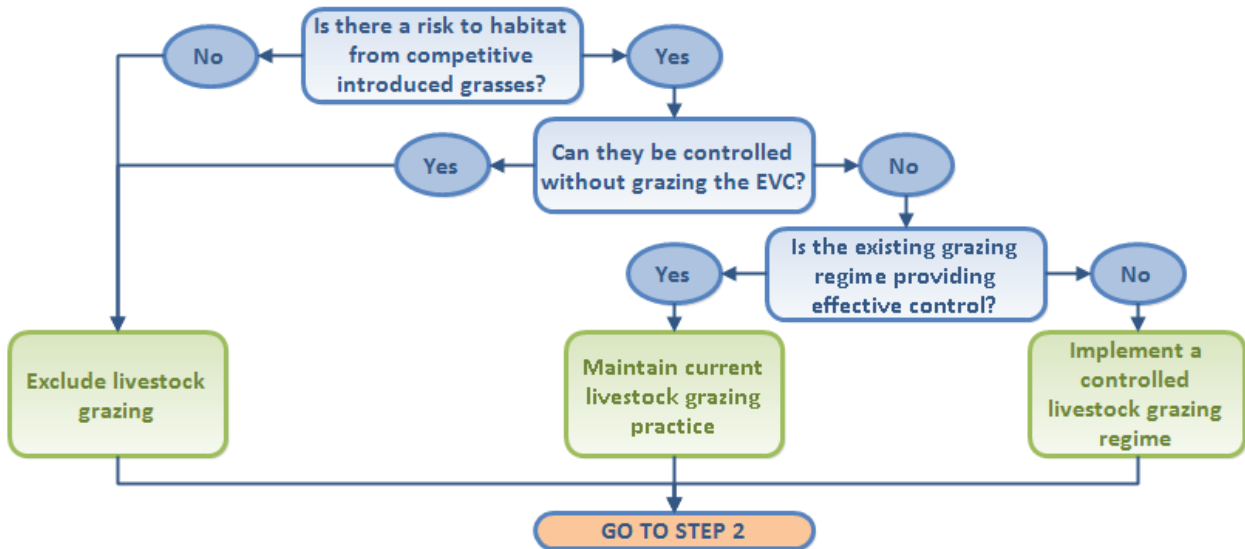 Is there a risk to habitat
from competitive
introduced grasses?
No
Yes
Can they be controlled
without grazing the EVC?
Yes
No
Is the existing grazing
regime providing
effective control?
Yes
No
Exclude livestock
grazing
Maintain current
livestock grazing
practice
Implement a
controlled
livestock grazing
regime
GO TO STEP 2